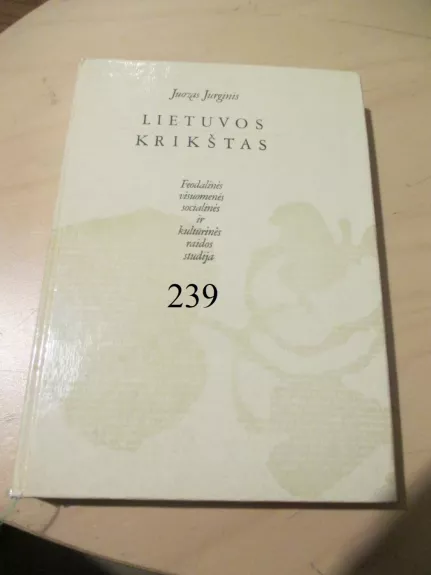 Juozas Jurginis
LIETUVOS
KRIKŠTAS
Feodalinės
visuomenės
socialinės
ir
kultūrinės
raidos
studija
239